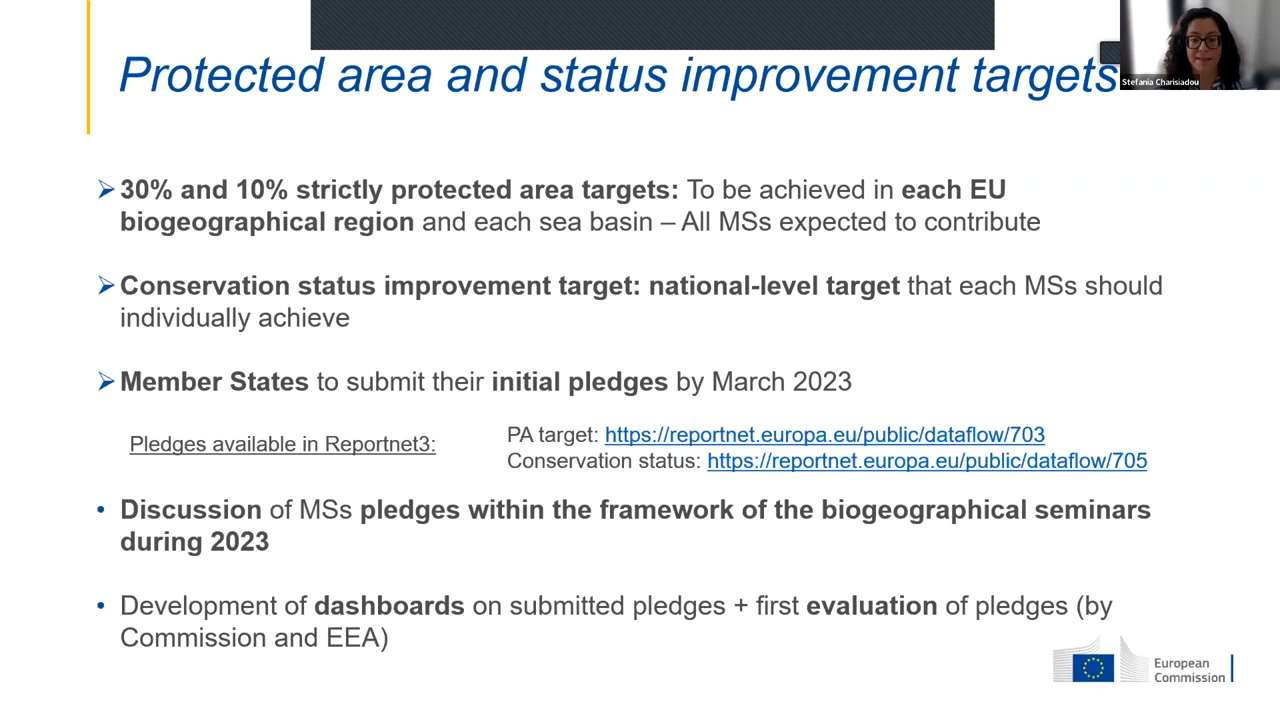 Protected area and status improvement targets
Stefania Charisiadou
➢ 30% and 10% strictly protected area targets: To be achieved in each EU
biogeographical region and each sea basin – All MSs expected to contribute
➢ Conservation status improvement target: national-level target that each MSs should
individually achieve
➢ Member States to submit their initial pledges by March 2023
Pledges available in Reportnet3:
PA target: https://reportnet.europa.eu/public/dataflow/703
Conservation status: https://reportnet.europa.eu/public/dataflow/705
• Discussion of MSs pledges within the framework of the biogeographical seminars
during 2023
• Development of dashboards on submitted pledges + first evaluation of pledges (by
Commission and EEA)
European
Commission